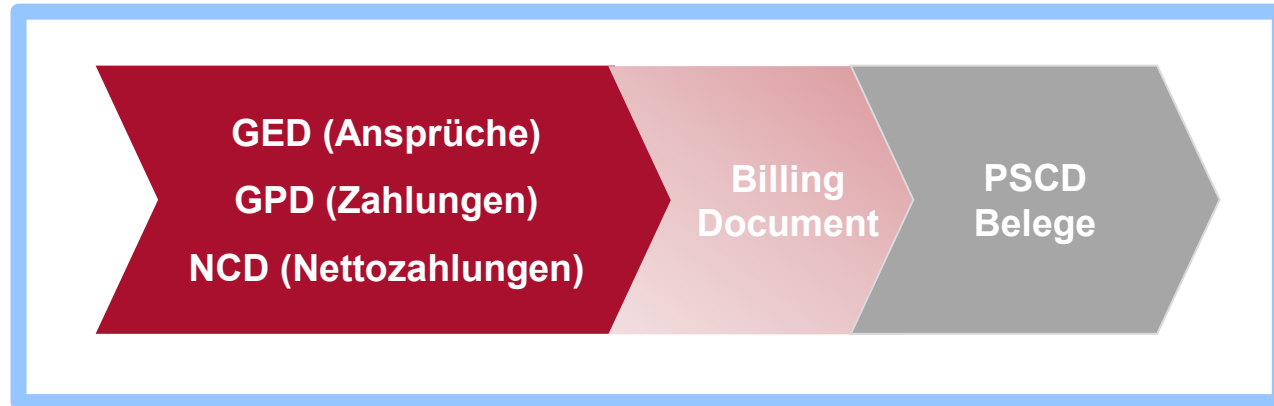 GED (Ansprüche)
GPD (Zahlungen)
NCD (Nettozahlungen)
Billing
Document
PSCD
Belege